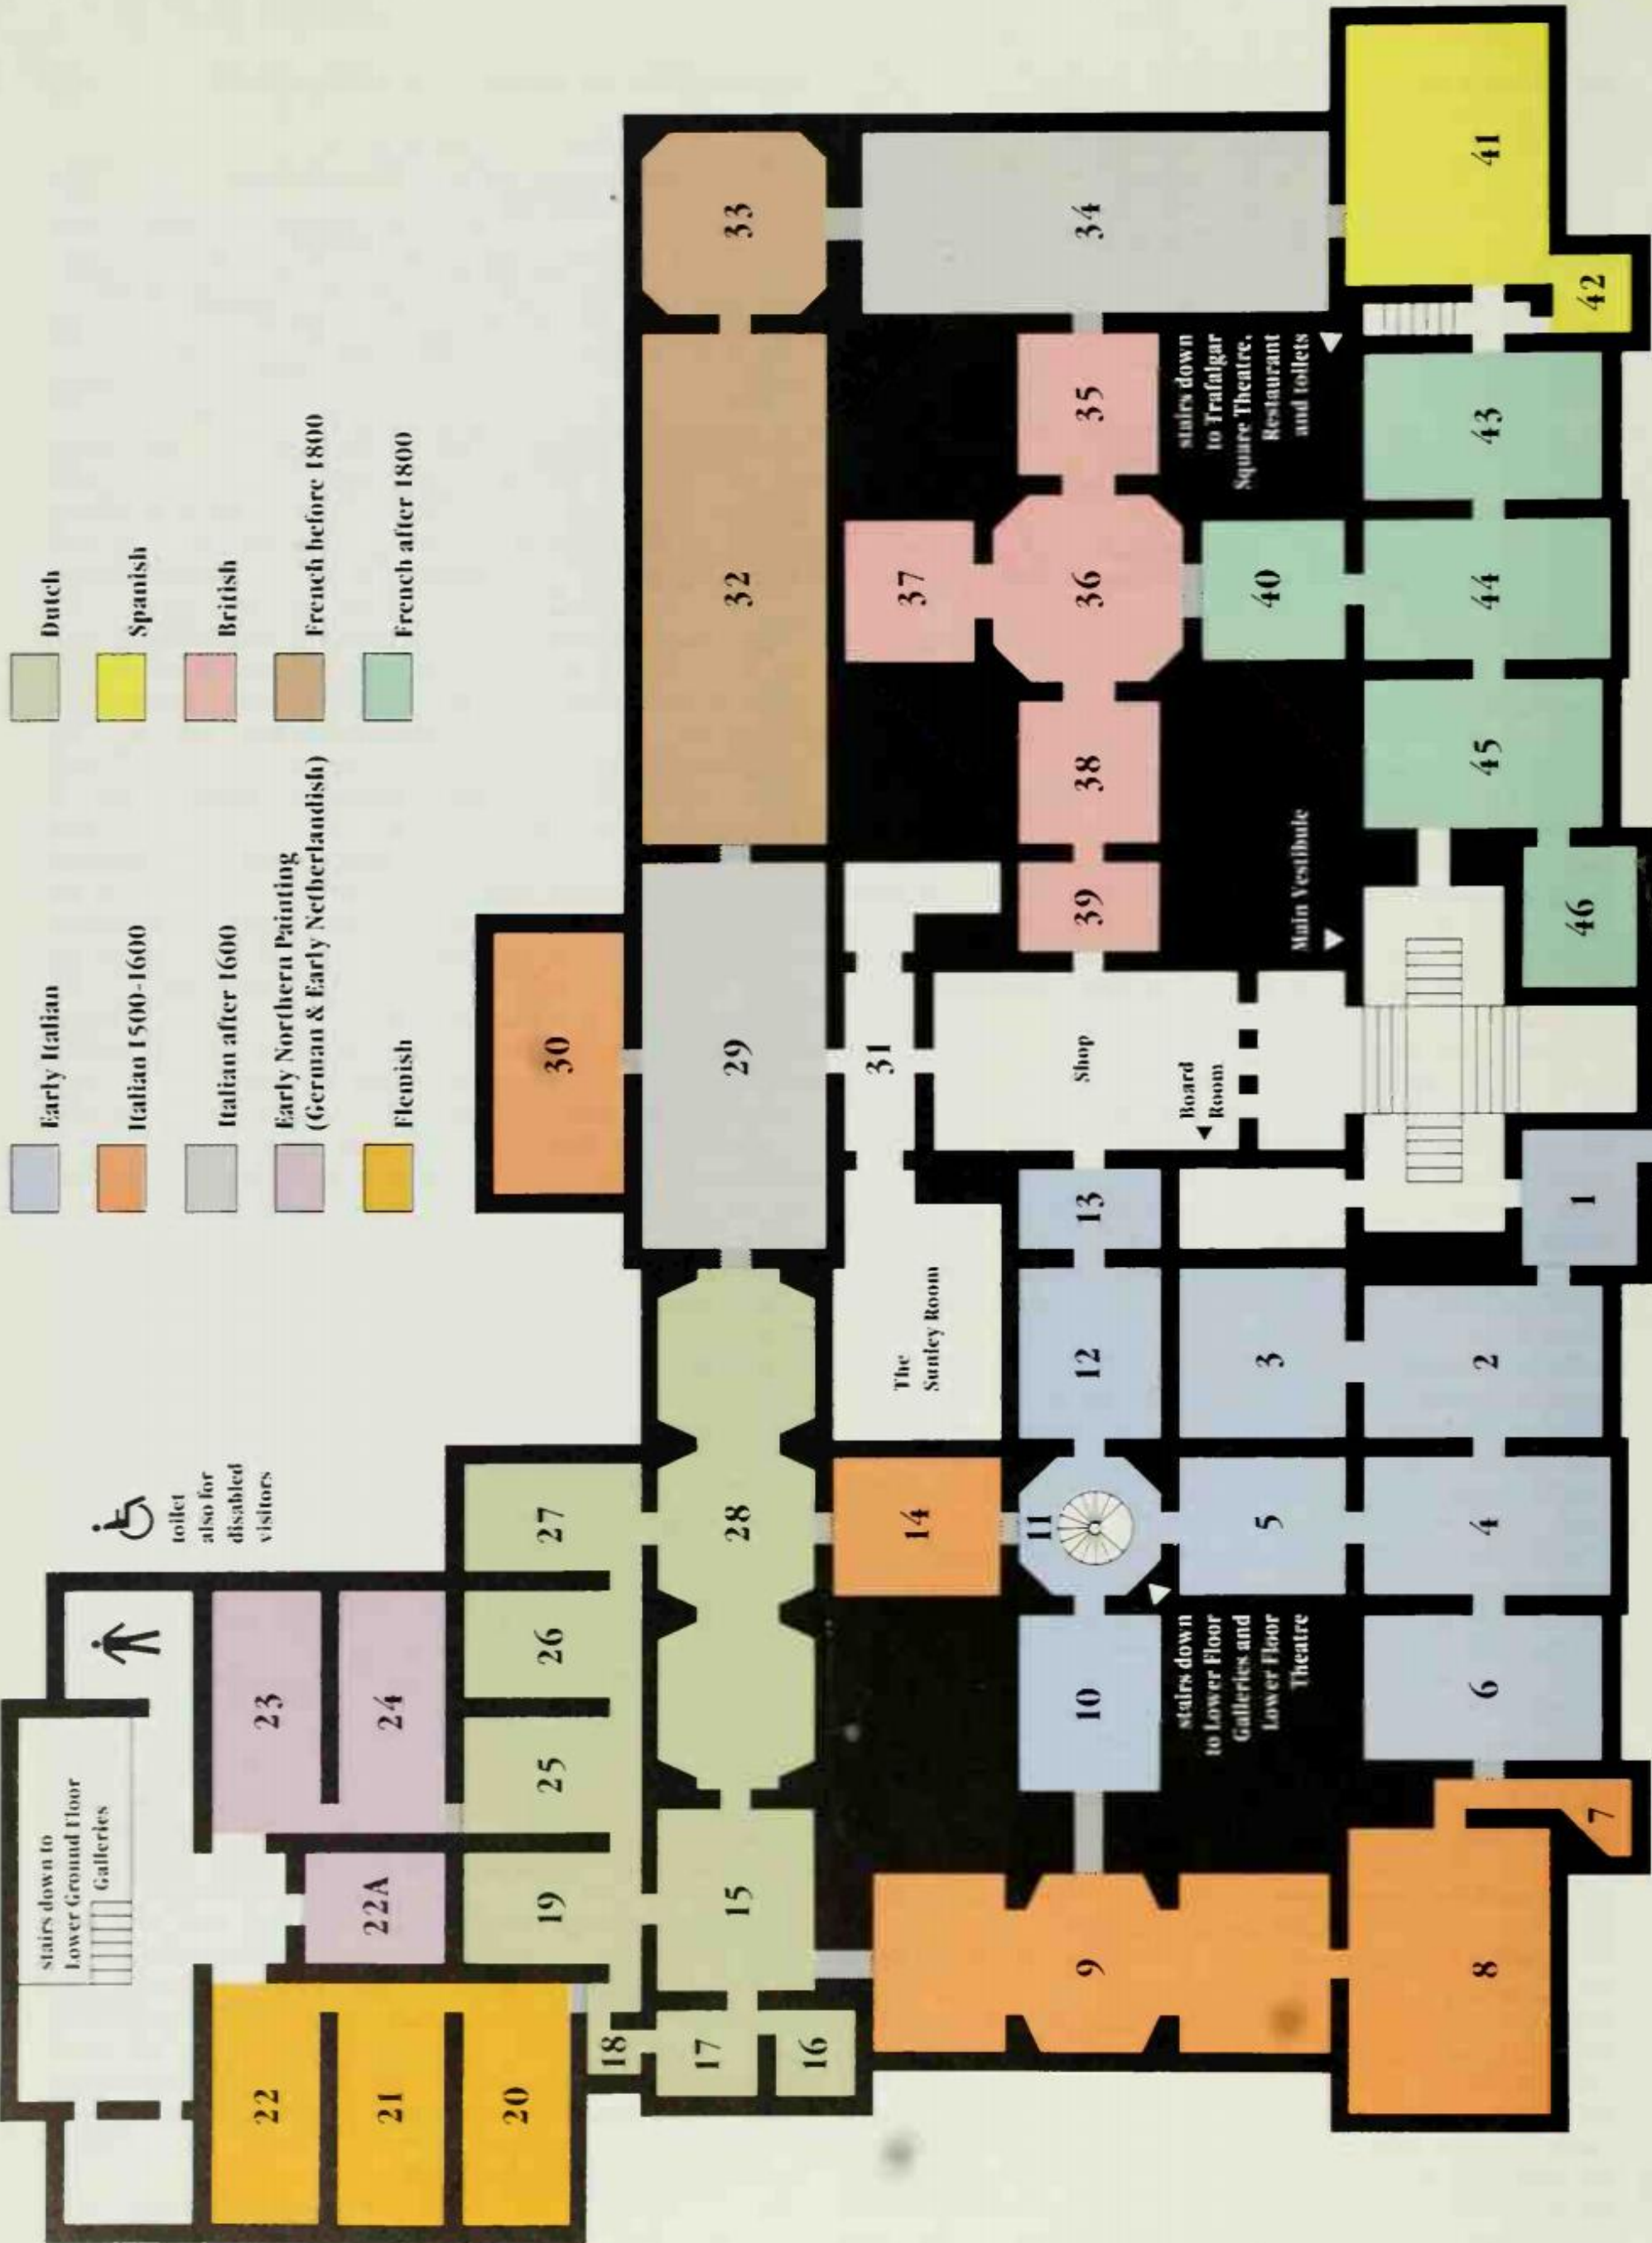 Early Italian
Italian 1500-1600
Italian after 1600
Early Northern Painting
(German & Early Netherlandish)
Flemish
Dutch
Spanish
British
French before 1800
French after 1800
stairs down to
Lower Ground Floor
Galleries
toilet
also for
disabled
visitors
22
21
20
22A
23
24
18
19
25
26
27
17
16
15
28
29
30
31
32
33
The
Sunley Room
14
9
10
11
12
13
Shop
39
38
37
36
35
34
stairs down
to Lower Floor
Galleries and
Lower Floor
Theatre
5
3
Board
Room
Main Vestibule
40
stairs down
to Trafalgar
Square Theatre,
Restaurant
and toilets
8
7
6
4
2
1
46
45
44
43
42
41